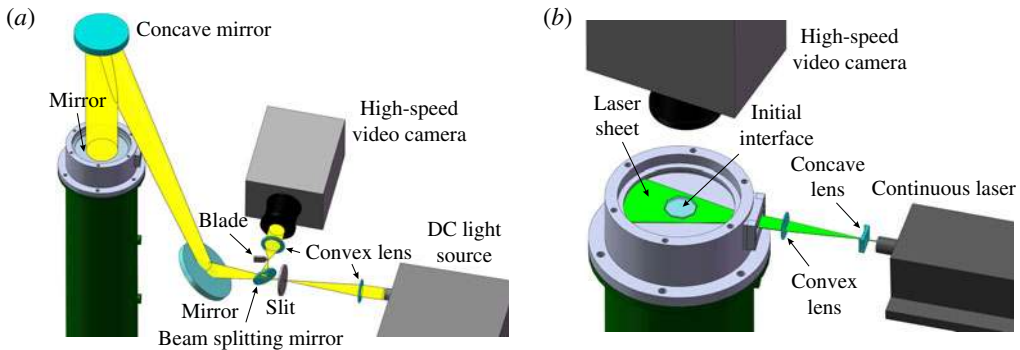 (a)
Concave mirror
Mirror
High-speed
video camera
Blade
Convex lens
DC light
source
Mirror
Slit
Beam splitting mirror
(b)
High-speed
video camera
Laser
sheet
Initial
interface
Concave
lens
Continuous laser
Convex
lens